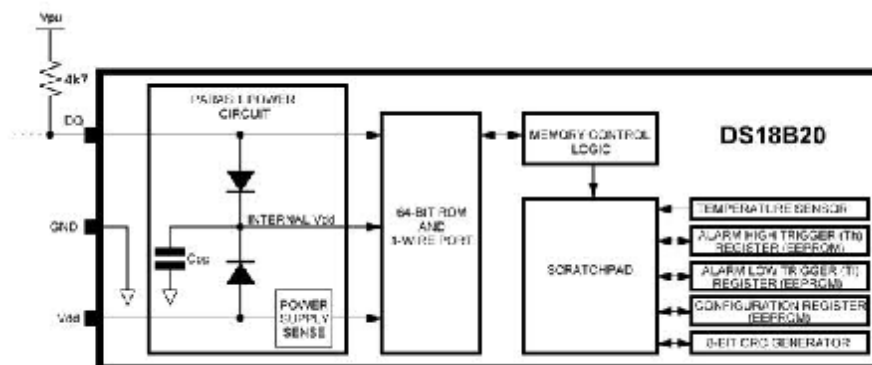 Vpu
4k7
PARASIT POWER
CIRCUIT
DQ
MEMORY CONTROL
LOGIC
DS18B20
64-BIT ROM
AND
1-WIRE PORT
GND
INTERNAL Vdd
Cpp
SCRATCHPAD
TEMPERATURE SENSOR
ALARM HIGH TRIGGER (Th)
REGISTER (EEPROM)
ALARM LOW TRIGGER (Tl)
REGISTER (EEPROM)
CONFIGURATION REGISTER
(EEPROM)
8-BIT CRC GENERATOR
Vdd
POWER
SUPPLY
SENSE